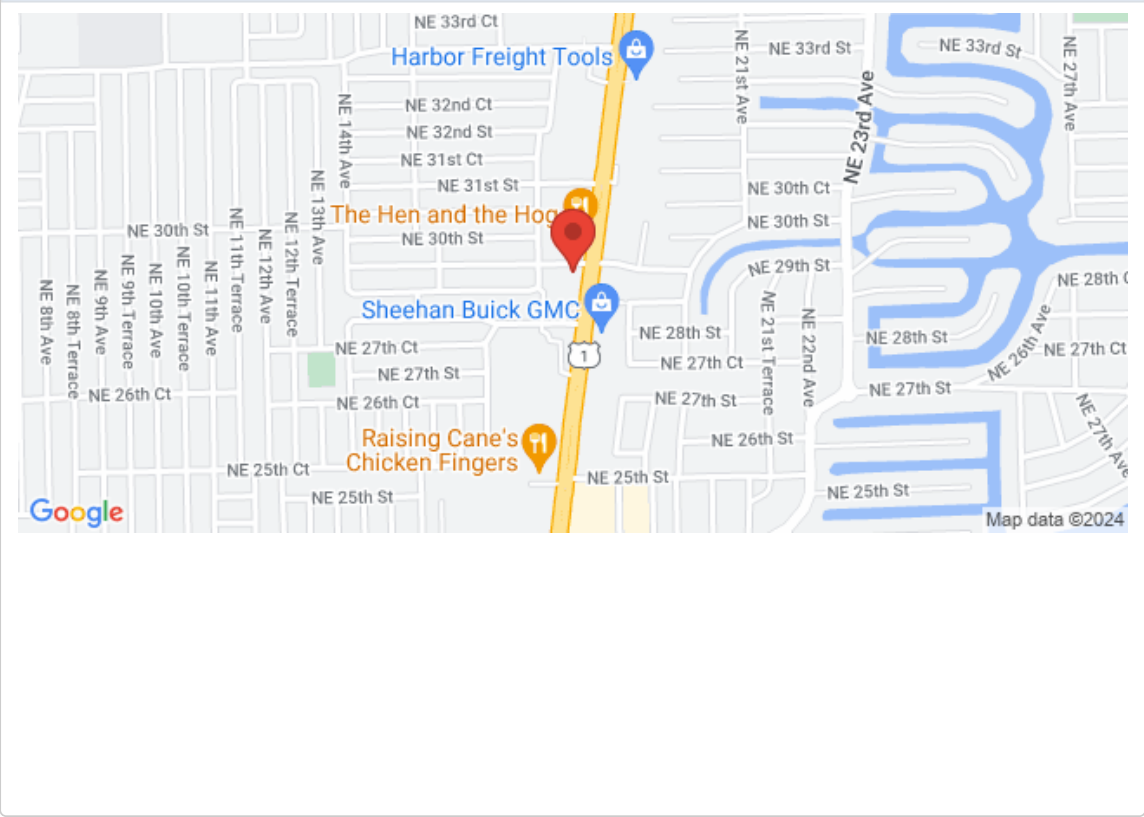 NE 33rd Ct
Harbor Freight Tools
NE 21st Ave
NE 33rd St
NE 33rd St
NE 27th Ave
NE 23rd Ave
NE 14th Ave
NE 32nd Ct
NE 32nd St
NE 31st Ct
NE 31st St
NE 13th Ave
NE 30th Ct
The Hen and the Hog
NE 30th St
NE 30th St
NE 30th St
NE 11th Terrace
NE 12th Terrace
NE 12th Ave
NE 10th Terrace
NE 9th Terrace
NE 10th Ave
NE 11th Ave
NE 9th Ave
NE 8th Ave
NE 8th Terrace
NE 29th St
NE 28th
Sheehan Buick GMC
NE 21st Terrace
NE 22nd Ave
NE 26th Ave
NE 28th St
NE 28th St
NE 27th Ct
1
NE 27th Ct
NE 27th Ct
NE 27th St
NE 27th St
NE 26th Ct
NE 26th Ct
NE 27th St
NE 27th Ave
Raising Cane's
Chicken Fingers
NE 26th St
NE 25th Ct
NE 25th St
NE 25th St
NE 25th St
Google
Map data ©2024